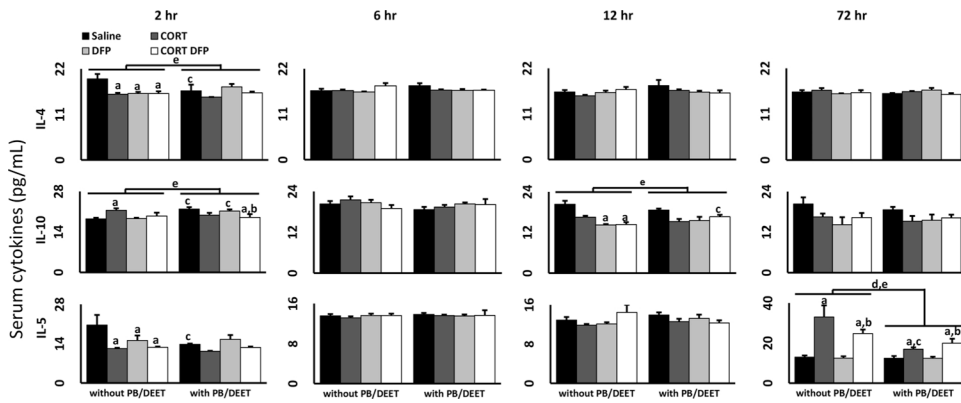 2 hr 6 hr 12 hr 72 hr
Saline CORT
DFP CORT DFP
Serum cytokines (pg/mL)
IL-4
22
11
0
e
a a a c
22
11
0
22
11
0
22
11
0
IL-10
28
14
0
e
a c c a,b
24
12
0
24
12
0
e
a a c
24
12
0
IL-5
28
14
0
a a c
16
8
0
16
8
0
40
20
0
d,e
a a,b a,c a,b
without PB/DEET with PB/DEET without PB/DEET with PB/DEET without PB/DEET with PB/DEET without PB/DEET with PB/DEET